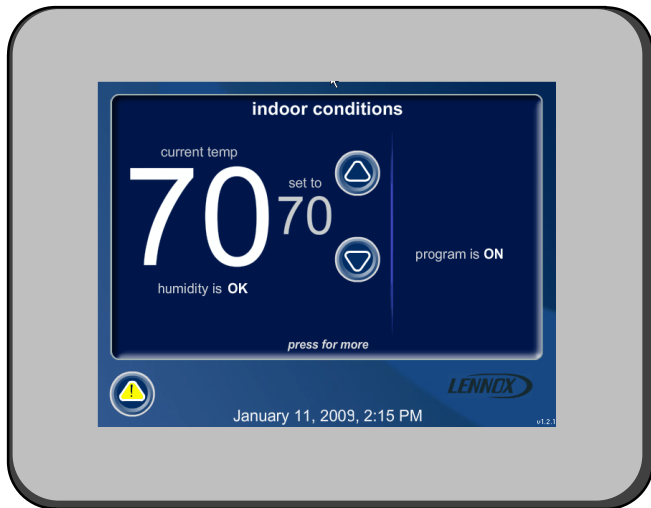 indoor conditions
current temp
70
set to
70
program is ON
humidity is OK
press for more
!
LENNOX
January 11, 2009, 2:15 PM
v1.2.1